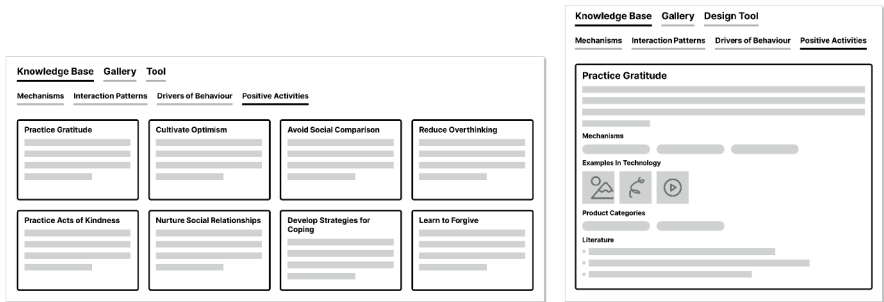 Knowledge Base Gallery Tool
Mechanisms Interaction Patterns Drivers of Behaviour Positive Activities
Practice Gratitude
Cultivate Optimism
Avoid Social Comparison
Reduce Overthinking
Practice Acts of Kindness
Nurture Social Relationships
Develop Strategies for
Coping
Learn to Forgive
Knowledge Base Gallery Design Tool
Mechanisms Interaction Patterns Drivers of Behaviour Positive Activities
Practice Gratitude
Mechanisms
Examples In Technology
Product Categories
Literature